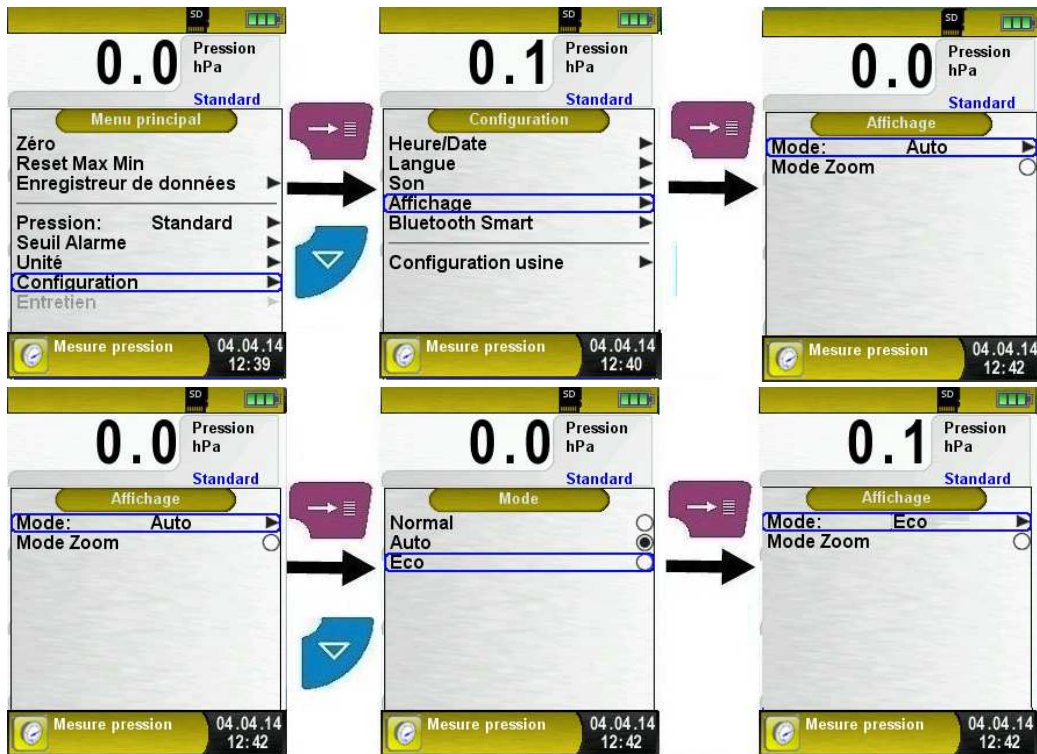 SD
0.0 Pression
hPa
Standard
Menu principal
Zéro
Reset Max Min
Enregistreur de données
Pression: Standard
Seuil Alarme
Unité
Configuration
Entretien
Mesure pression 04.04.14
12:39
SD
0.1 Pression
hPa
Standard
Configuration
Heure/Date
Langue
Son
Affichage
Bluetooth Smart
Configuration usine
Mesure pression 04.04.14
12:40
SD
0.0 Pression
hPa
Standard
Affichage
Mode: Auto
Mode Zoom
Mesure pression 04.04.14
12:42
SD
0.0 Pression
hPa
Standard
Affichage
Mode: Auto
Mode Zoom
Mesure pression 04.04.14
12:42
SD
0.0 Pression
hPa
Standard
Mode
Normal
Auto
Eco
Mesure pression 04.04.14
12:42
SD
0.1 Pression
hPa
Standard
Affichage
Mode: Eco
Mode Zoom
Mesure pression 04.04.14
12:42